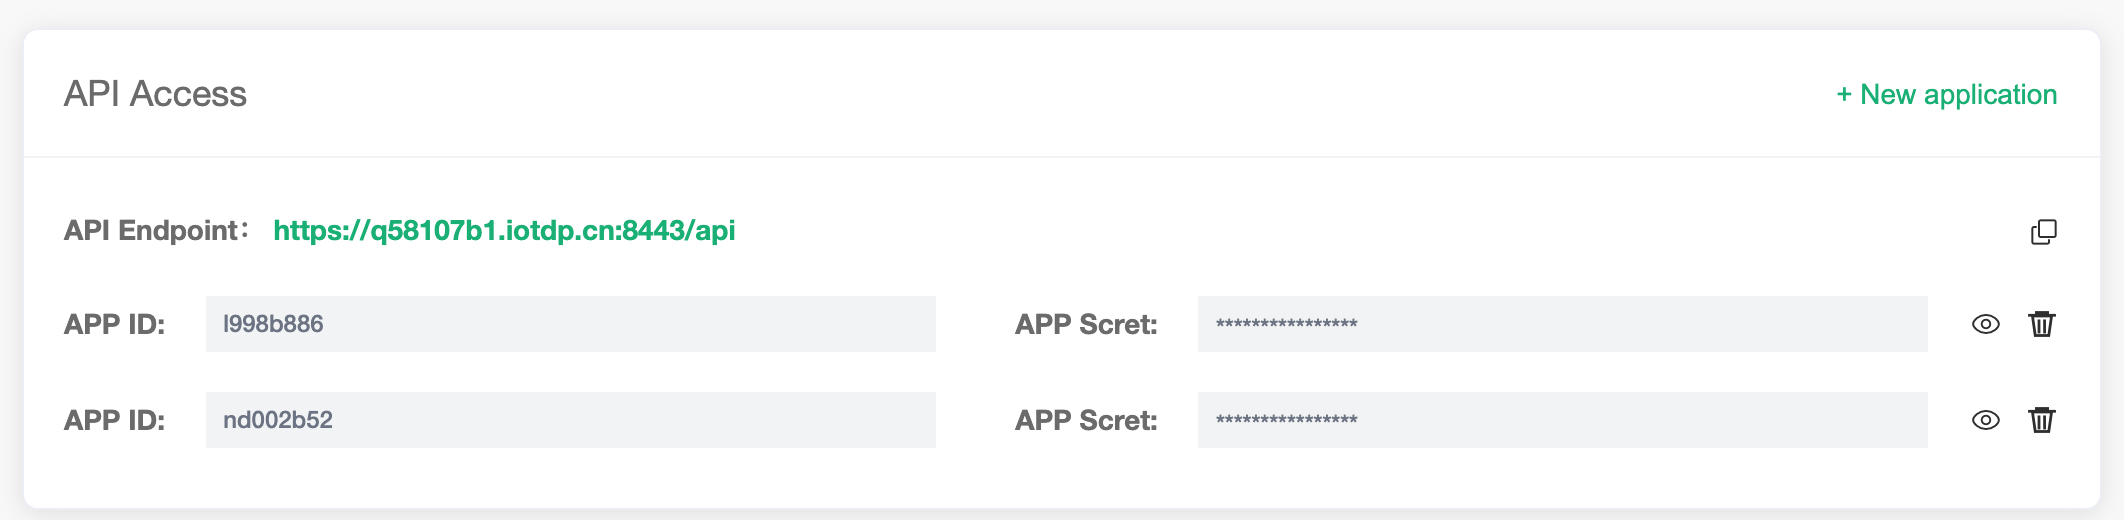 API Access
+ New application
API Endpoint： https://q58107b1.iotdp.cn:8443/api
APP ID: l998b886 APP Scret: ****************
APP ID: nd002b52 APP Scret: ****************